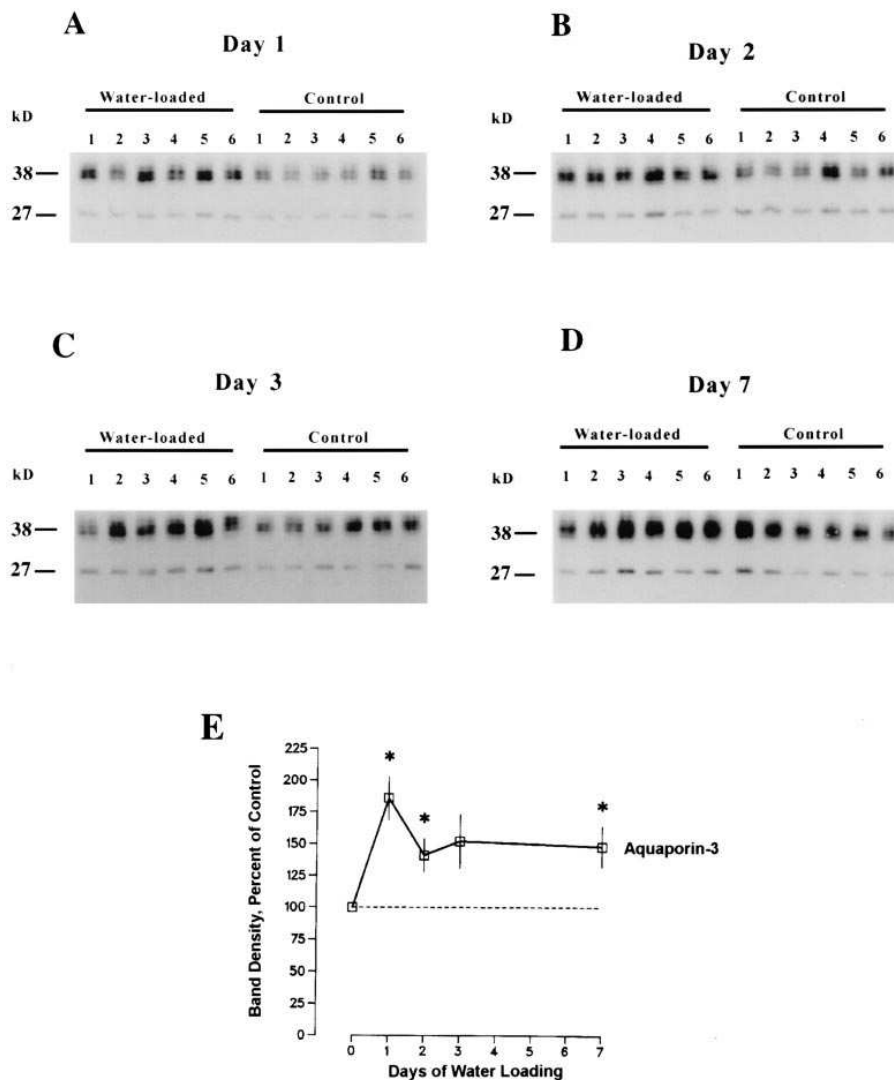 A
Day 1
Water-loaded Control
kD
1 2 3 4 5 6 1 2 3 4 5 6
38
27
B
Day 2
Water-loaded Control
kD
1 2 3 4 5 6 1 2 3 4 5 6
38
27
C
Day 3
Water-loaded Control
kD
1 2 3 4 5 6 1 2 3 4 5 6
38
27
D
Day 7
Water-loaded Control
kD
1 2 3 4 5 6 1 2 3 4 5 6
38
27
E
Band Density, Percent of Control
225
200
175
150
125
100
75
50
25
0
* * *
Aquaporin-3
0 1 2 3 4 5 6 7
Days of Water Loading